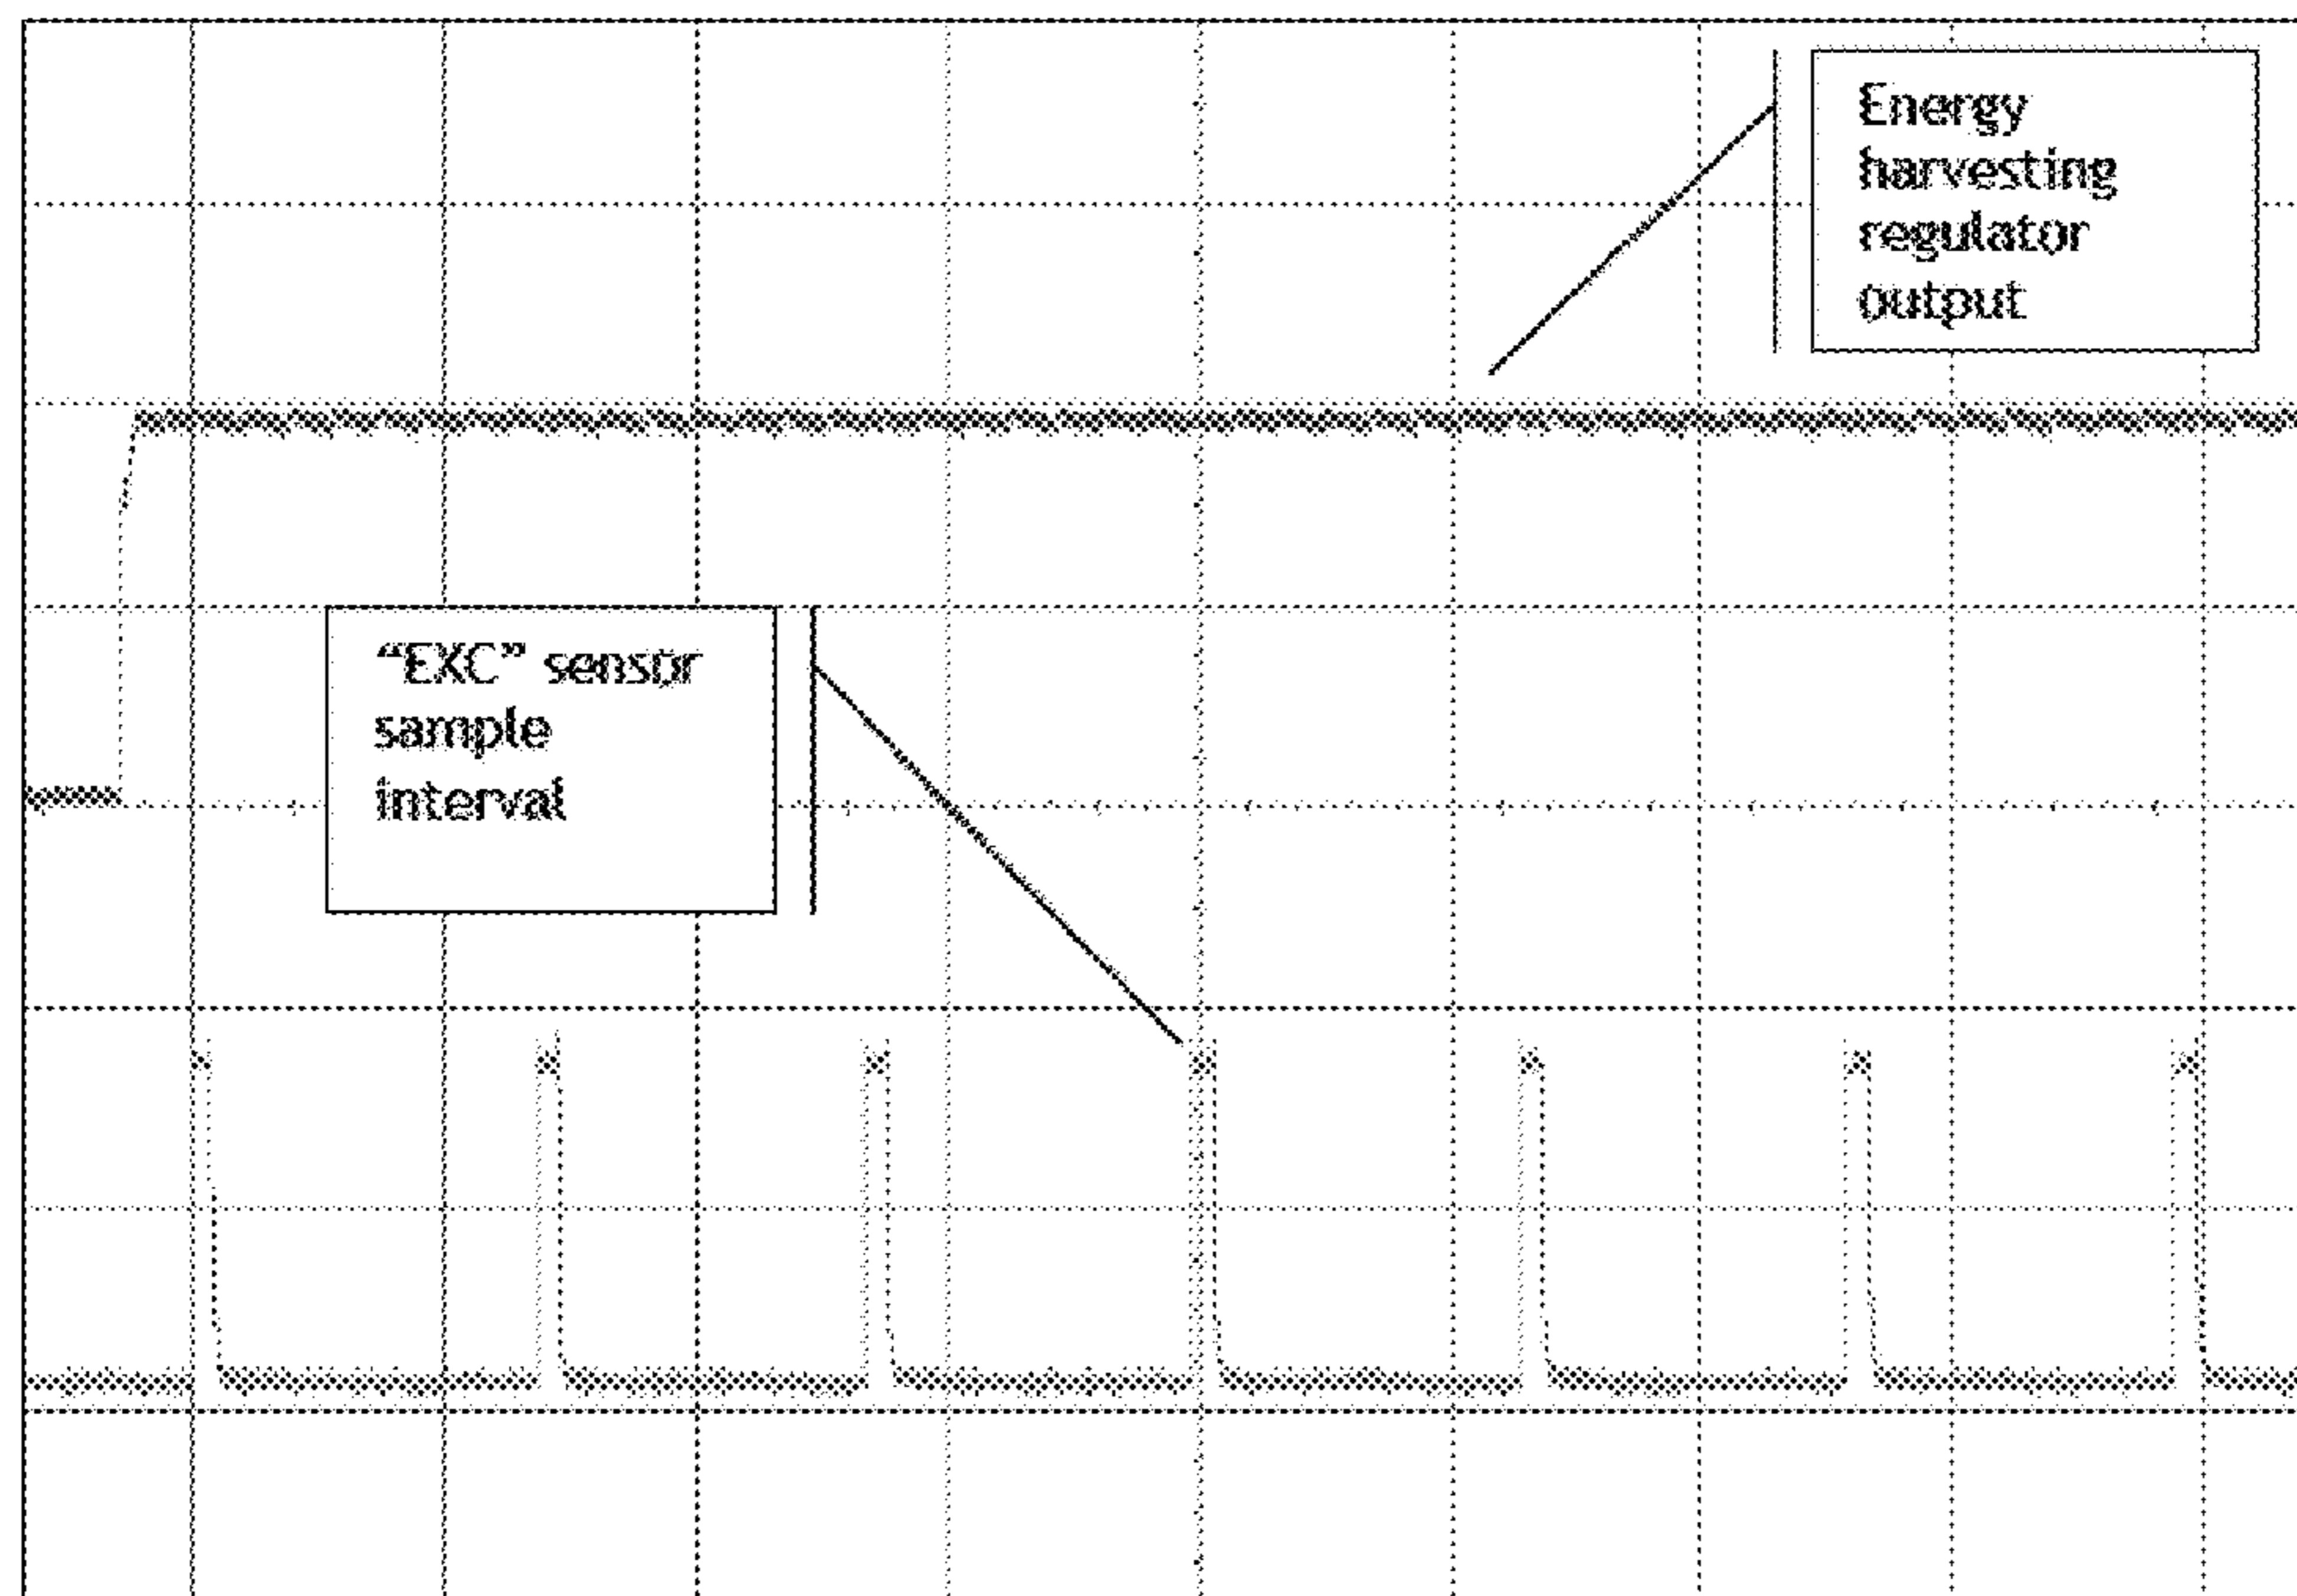 Energy
harvesting
regulator
output
“EXC” sensor
sample
interval